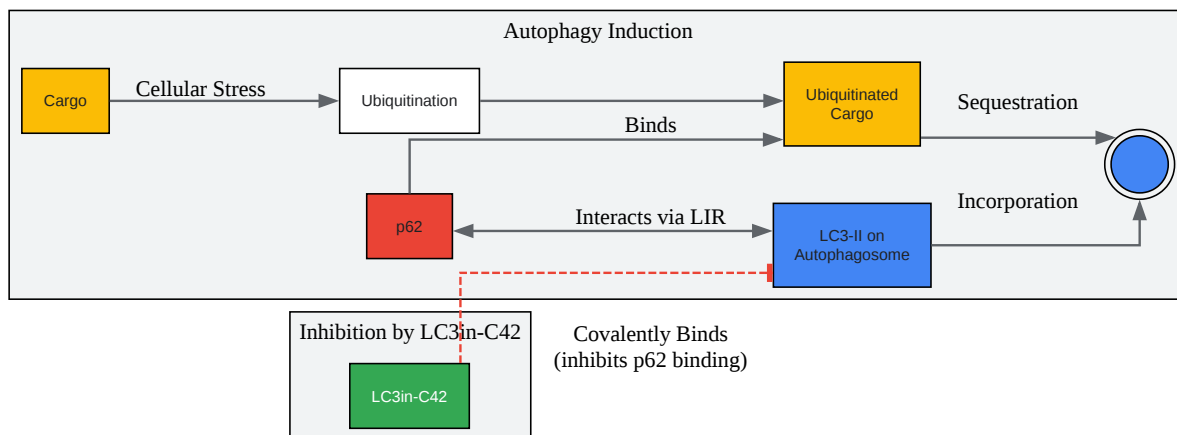 Autophagy Induction
Cargo
Cellular Stress
Ubiquitination
Ubiquitinated
Cargo
Sequestration
Binds
p62
Interacts via LIR
LC3-II on
Autophagosome
Incorporation
Inhibition by LC3in-C42
Covalently Binds
(inhibits p62 binding)
LC3in-C42